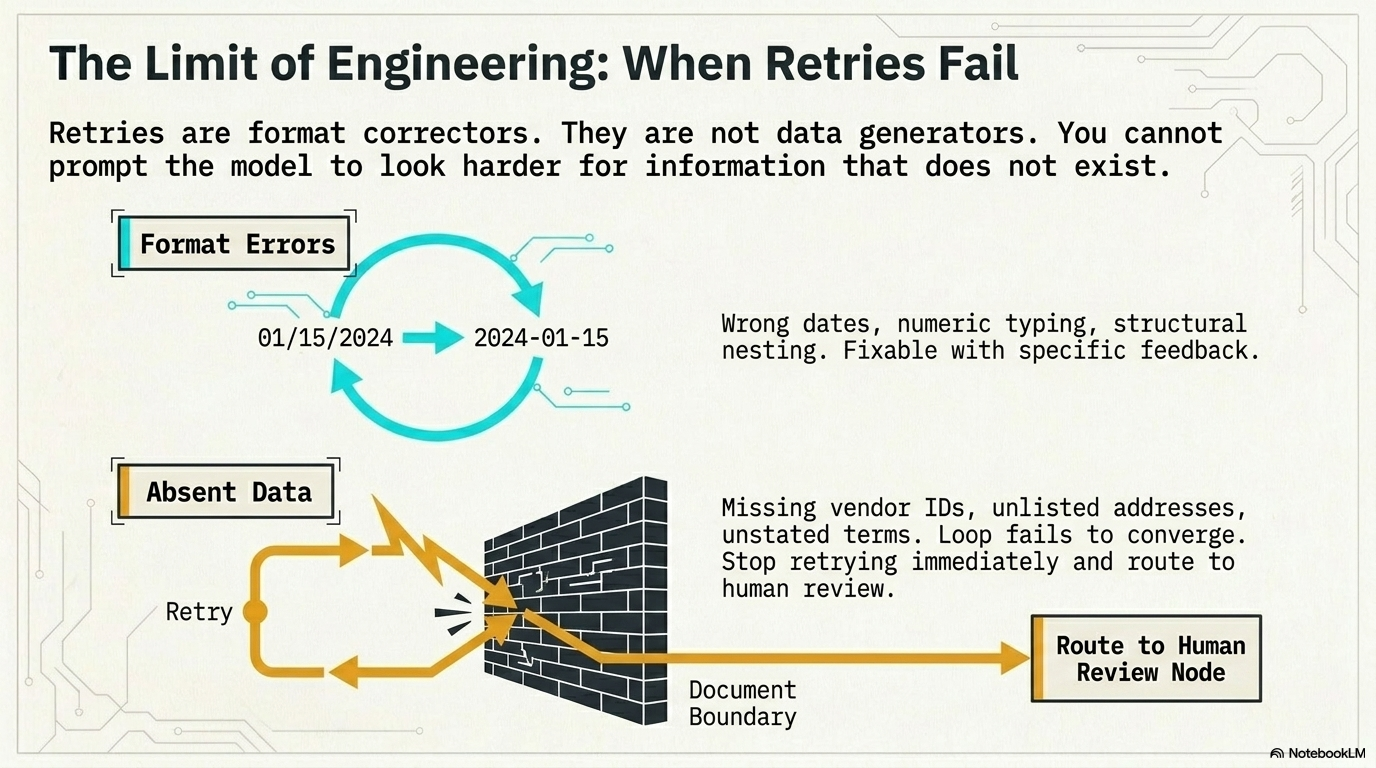 The Limit of Engineering: When Retries Fail
Retries are format correctors. They are not data generators. You cannot
prompt the model to look harder for information that does not exist.
Format Errors
01/15/2024
2024-01-15
Wrong dates, numeric typing, structural
nesting. Fixable with specific feedback.
Absent Data
Retry
Missing vendor IDs, unlisted addresses,
unstated terms. Loop fails to converge.
Stop retrying immediately and route to
human review.
Route to Human
Review Node
Document
Boundary
NotebookLM